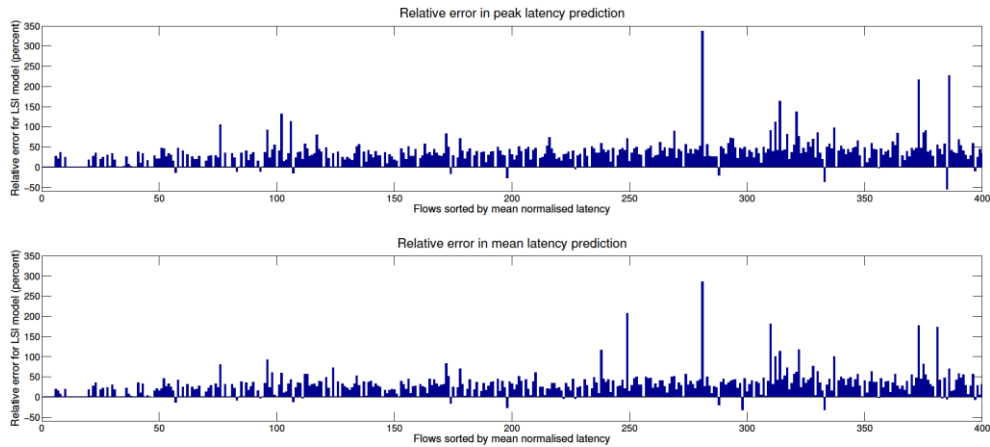 Relative error in peak latency prediction
Relative error for LSI model (percent)
350
300
250
200
150
100
50
0
−50
0 50 100 150 200 250 300 350 400
Flows sorted by mean normalised latency
Relative error in mean latency prediction
Relative error for LSI model (percent)
350
300
250
200
150
100
50
0
−50
0 50 100 150 200 250 300 350 400
Flows sorted by mean normalised latency